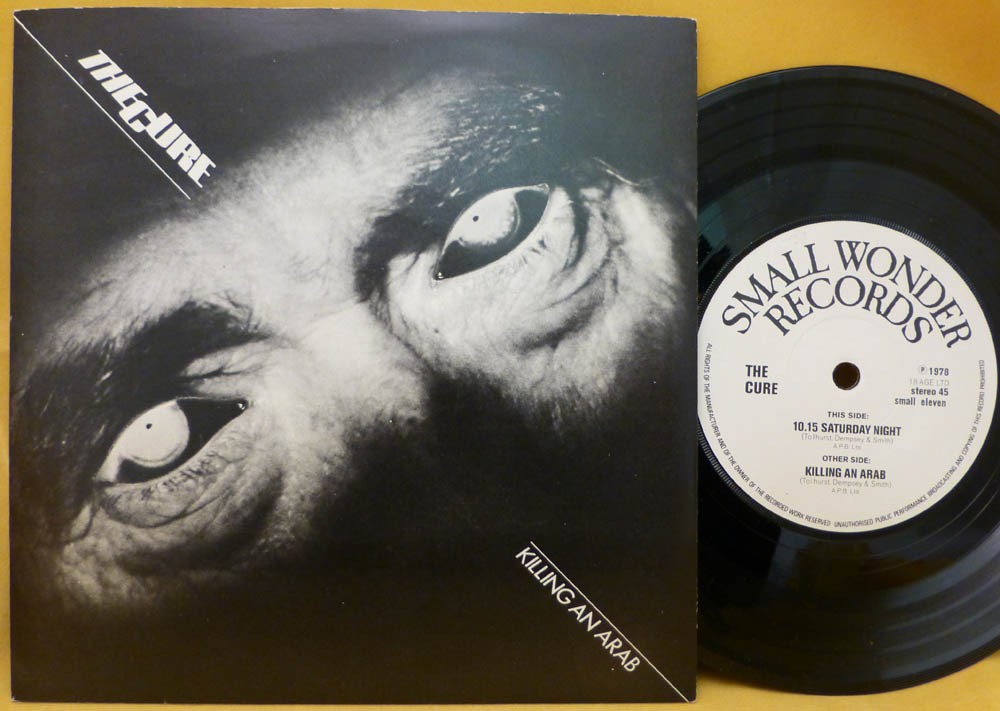 THE CURE
KILLING AN ARAB
SMALL WONDER
RECORDS
THE
CURE
℗ 1978
18 AGE LTD
stereo 45
small eleven
THIS SIDE:
10.15 SATURDAY NIGHT
(Tolhurst, Dempsey & Smith)
A.P.B. Ltd
OTHER SIDE:
KILLING AN ARAB
(Tolhurst, Dempsey & Smith)
A.P.B. Ltd
ALL RIGHTS OF THE MANUFACTURER AND OF THE OWNER OF THE RECORDED WORK RESERVED UNAUTHORISED PUBLIC PERFORMANCE BROADCASTING AND COPYING OF THIS RECORD PROHIBITED